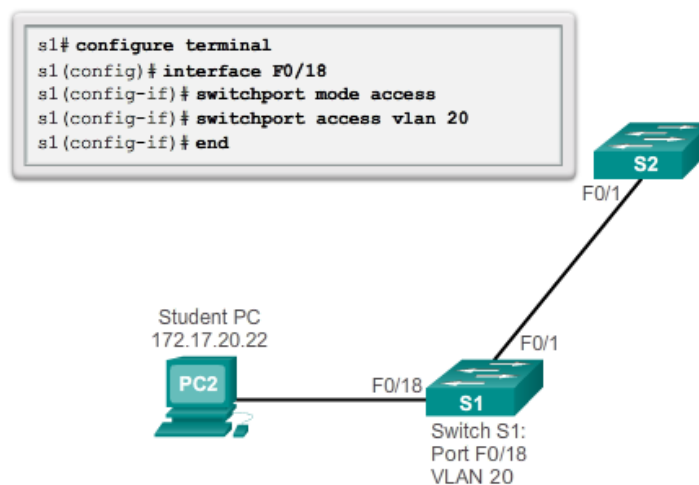 s1# configure terminal
s1(config)# interface F0/18
s1(config-if)# switchport mode access
s1(config-if)# switchport access vlan 20
s1(config-if)# end
S2
F0/1
Student PC
172.17.20.22
F0/1
PC2
F0/18
S1
Switch S1:
Port F0/18
VLAN 20